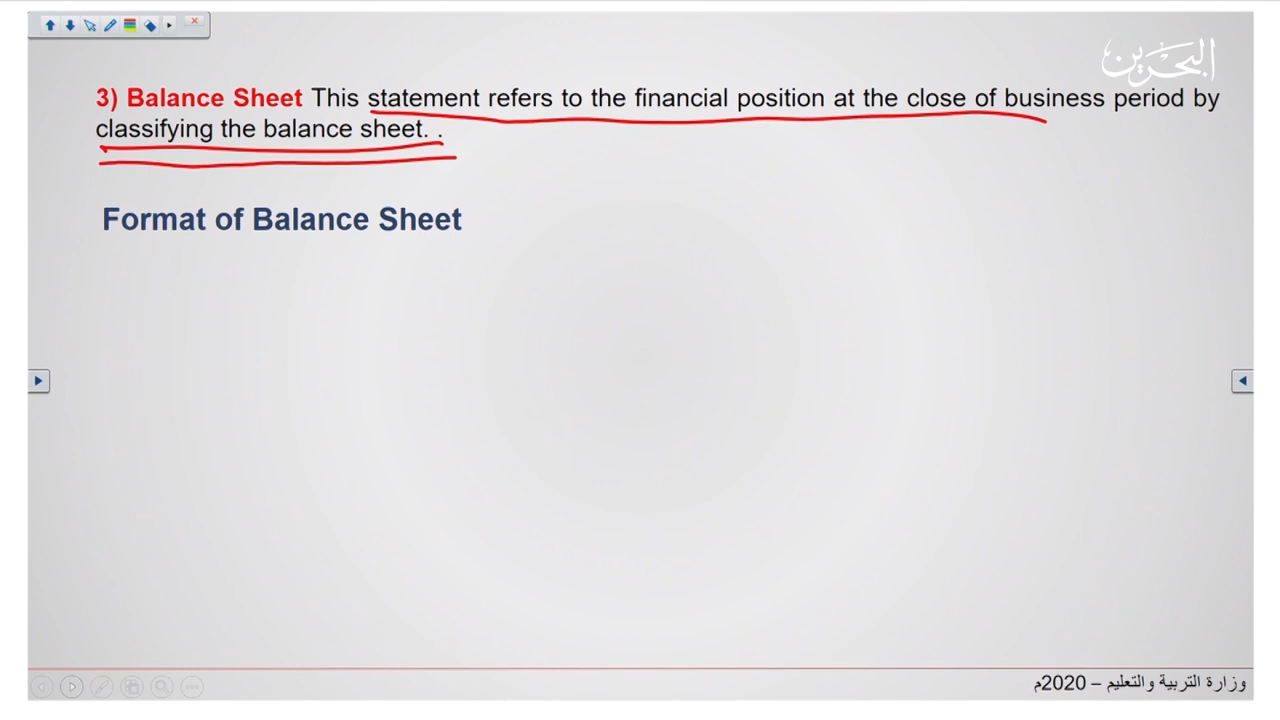 البحرين
3) Balance Sheet This statement refers to the financial position at the close of business period by
classifying the balance sheet. .
Format of Balance Sheet
وزارة التربية والتعليم – 2020م